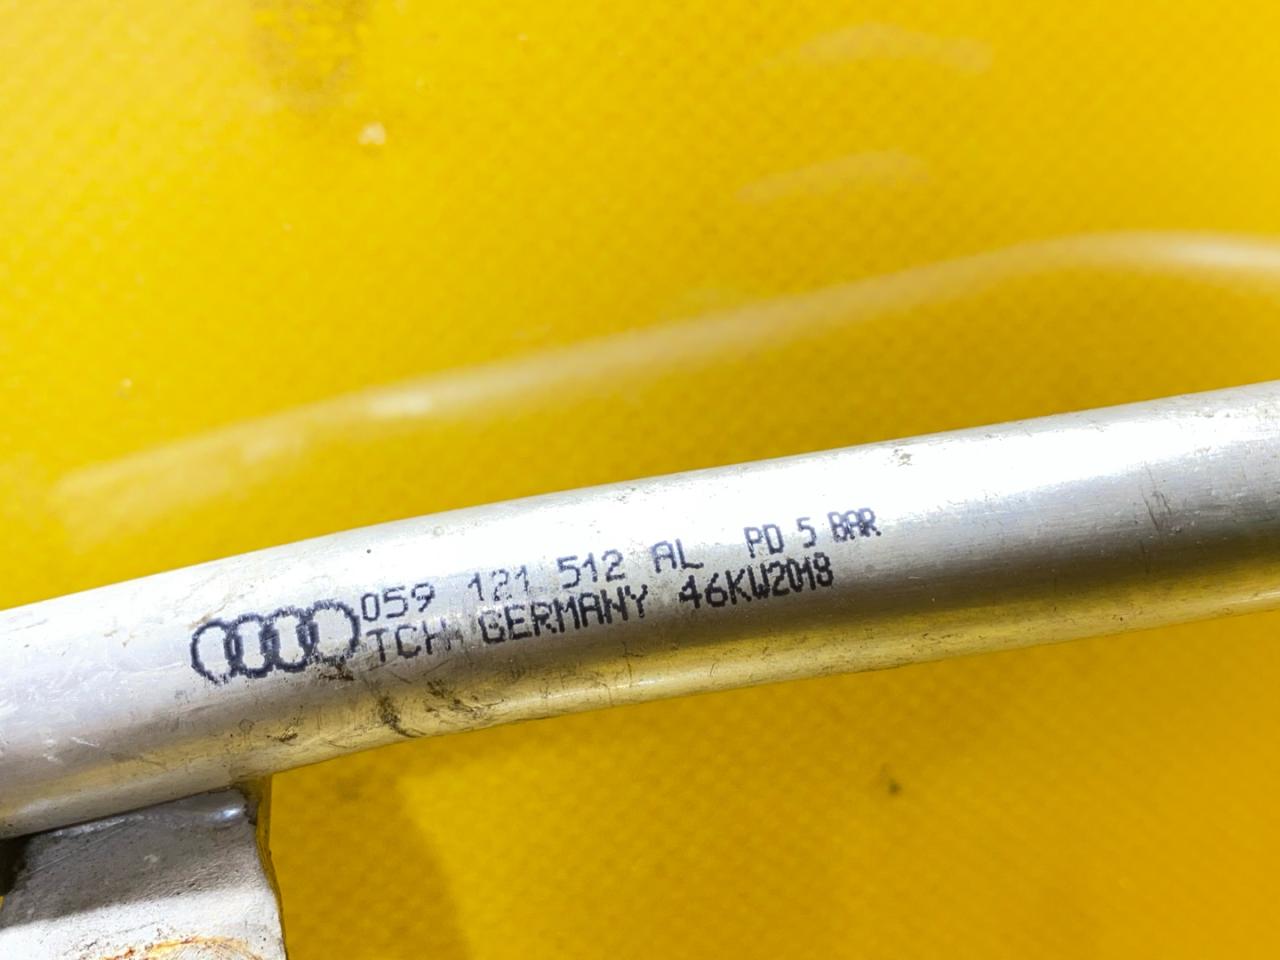 059 121 512 AL PD 5 BAR
TCH GERMANY 46KW2018